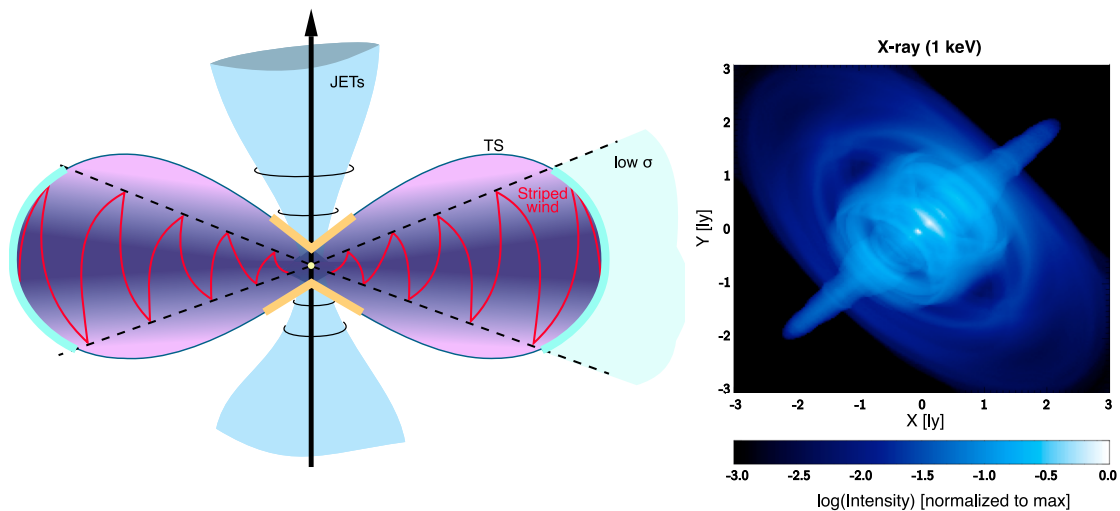 JETs
TS
low σ
Striped
wind
X-ray (1 keV)
3
2
1
0
-1
-2
-3
Y [ly]
-3 -2 -1 0 1 2 3
X [ly]
-3.0 -2.5 -2.0 -1.5 -1.0 -0.5 0.0
log(Intensity) [normalized to max]